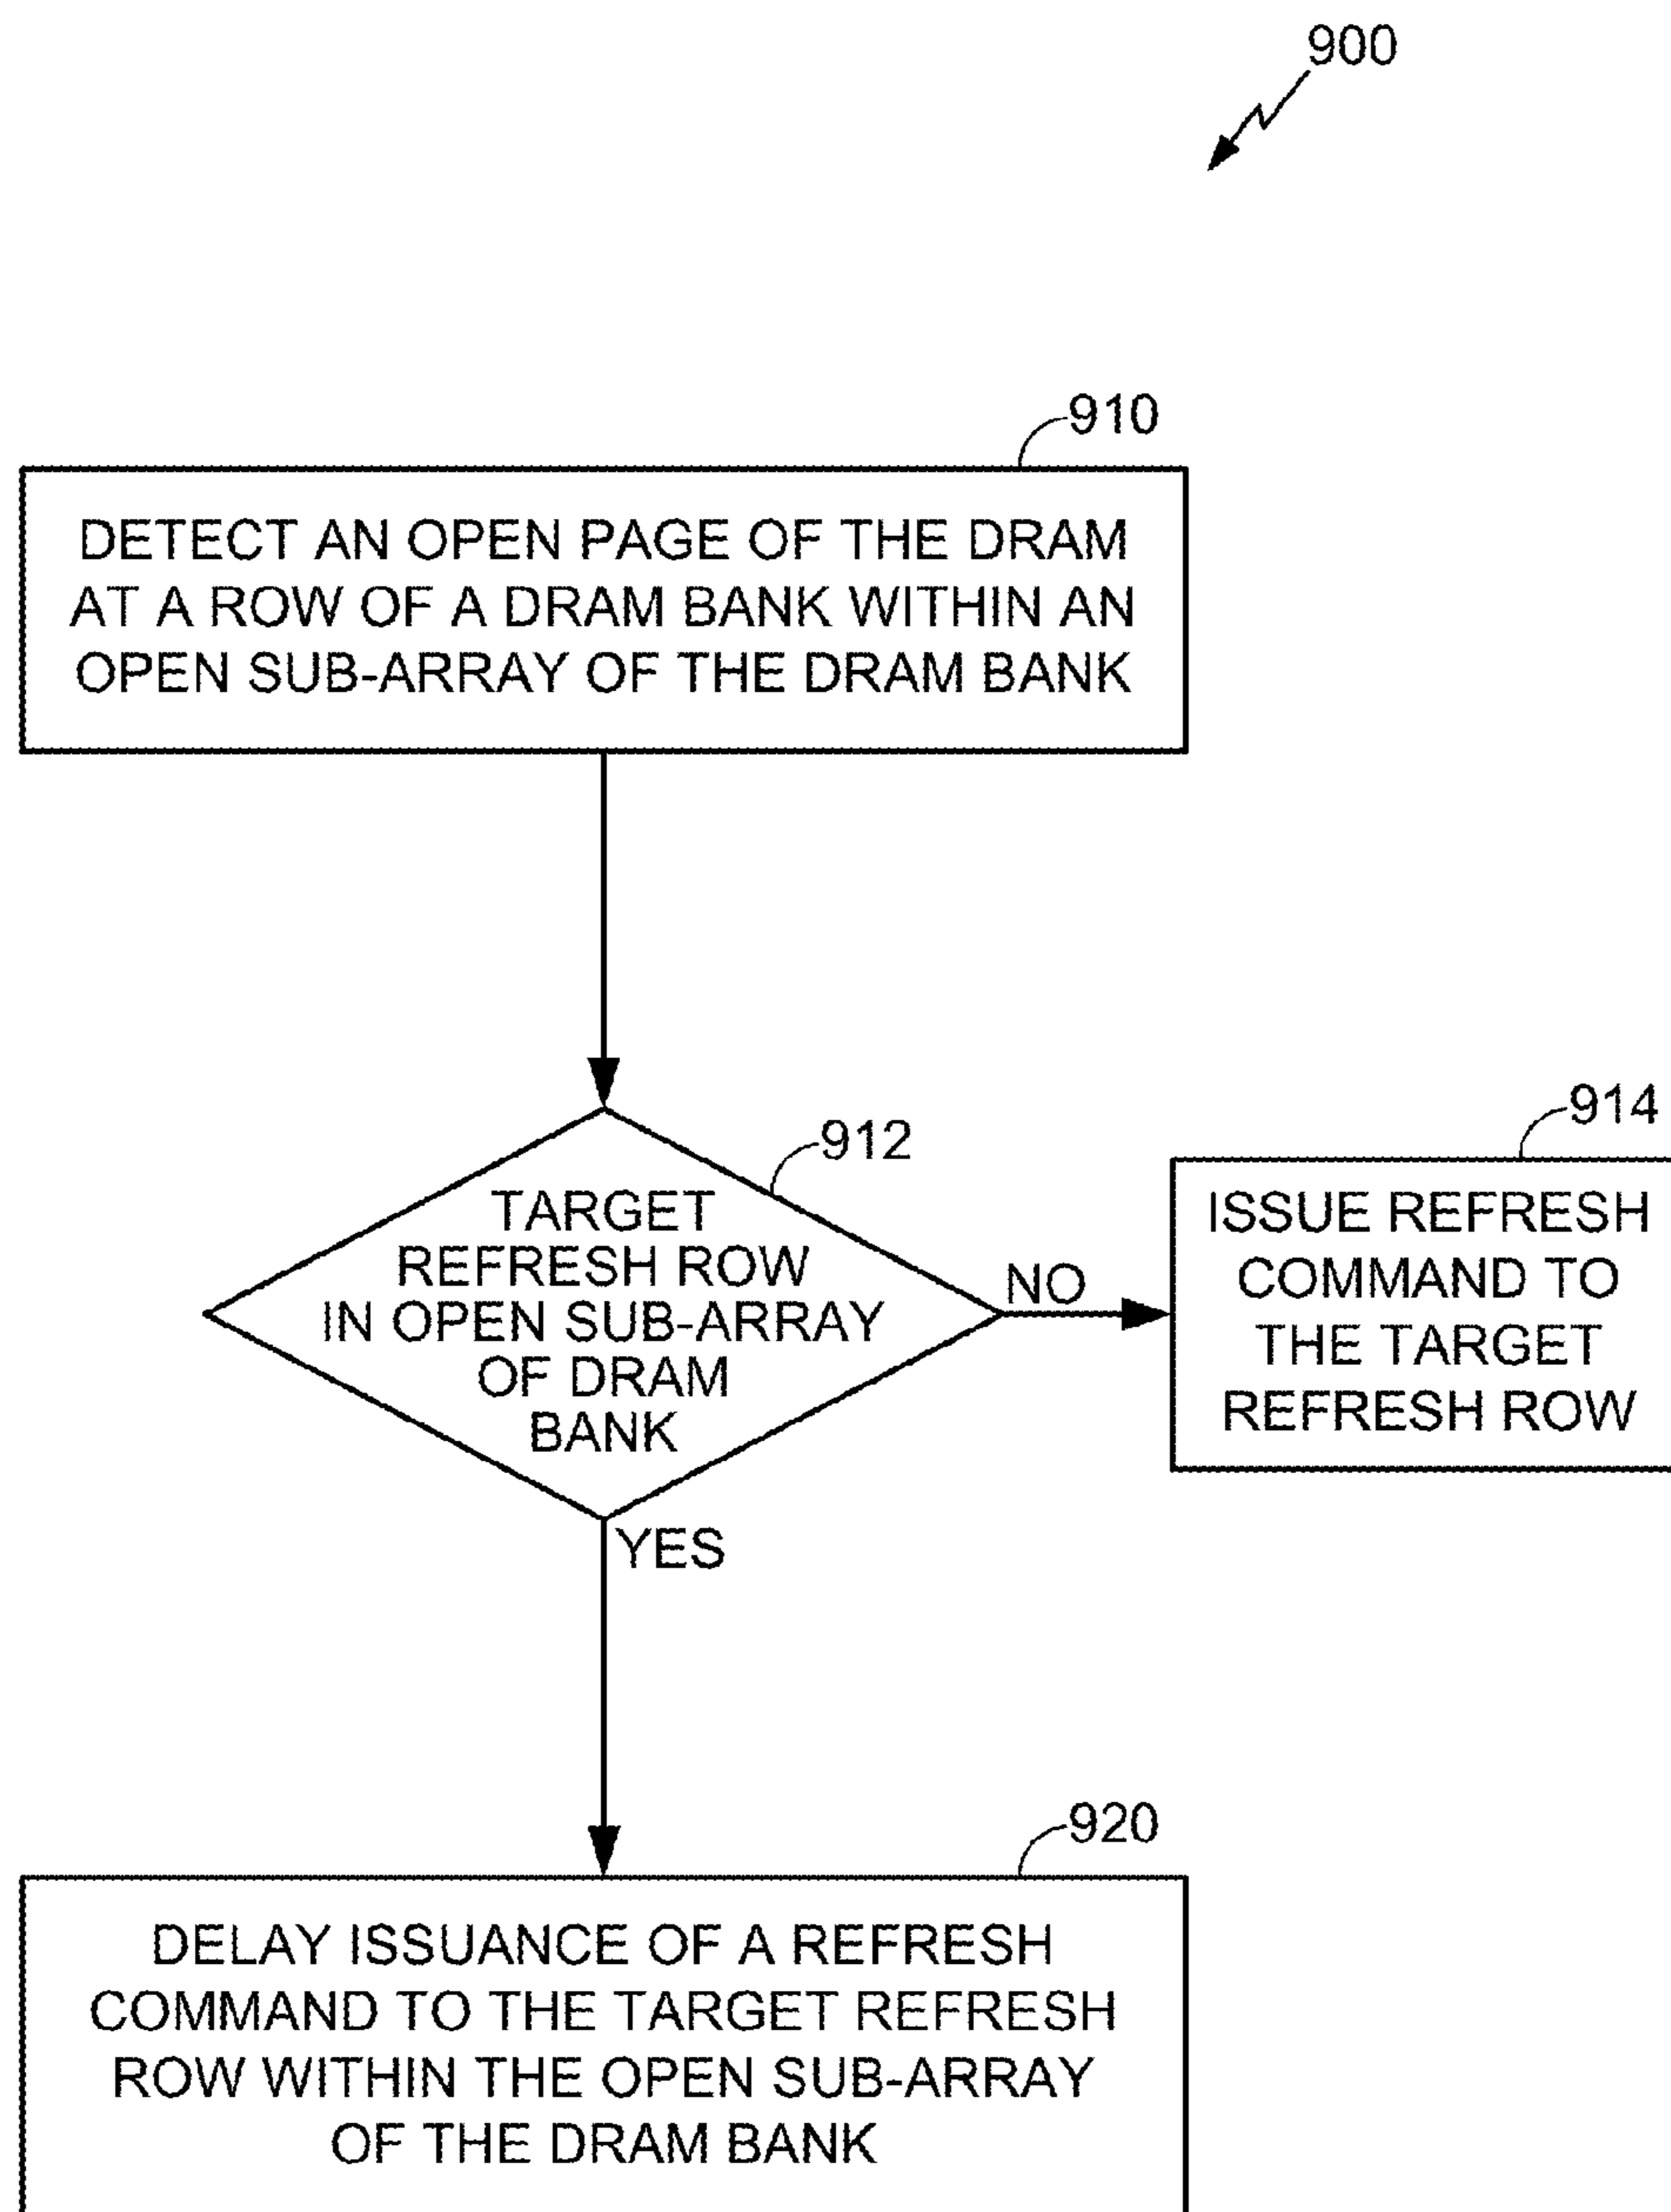 900
910
DETECT AN OPEN PAGE OF THE DRAM
AT A ROW OF A DRAM BANK WITHIN AN
OPEN SUB-ARRAY OF THE DRAM BANK
912
TARGET
REFRESH ROW
IN OPEN SUB-ARRAY
OF DRAM
BANK
NO
914
ISSUE REFRESH
COMMAND TO
THE TARGET
REFRESH ROW
YES
920
DELAY ISSUANCE OF A REFRESH
COMMAND TO THE TARGET REFRESH
ROW WITHIN THE OPEN SUB-ARRAY
OF THE DRAM BANK